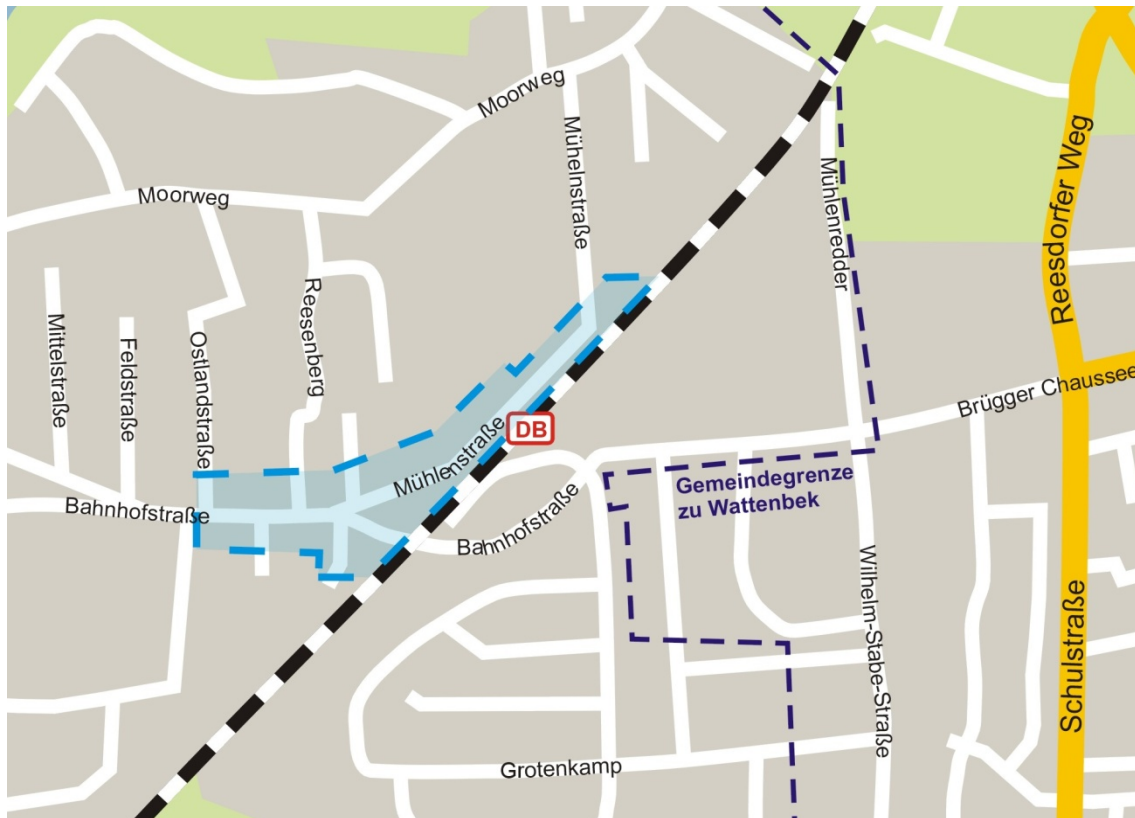 Moorweg
Moorweg
Mühelnstraße
Mühlenredder
Reesdorfer Weg
Mittelstraße
Feldstraße
Ostlandstraße
Reesenberg
Brügger Chaussee
DB
Mühlenstraße
Bahnhofstraße
Bahnhofstraße
Gemeindegrenze
zu Wattenbek
Wilhelm-Stabe-Straße
Schulstraße
Grotenkamp